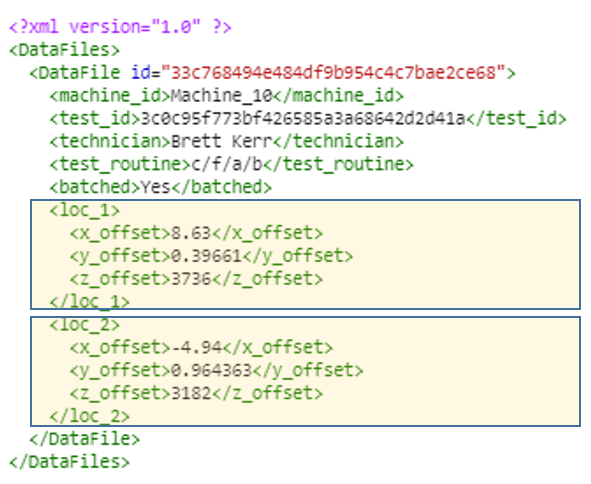 <?xml version="1.0" ?>
<DataFiles>
<DataFile id="33c768494e484df9b954c4c7bae2ce68">
<machine_id>Machine_10</machine_id>
<test_id>3c0c95f773bf426585a3a68642d2d41a</test_id>
<technician>Brett Kerr</technician>
<test_routine>c/f/a/b</test_routine>
<batched>Yes</batched>
<loc_1>
<x_offset>8.63</x_offset>
<y_offset>0.39661</y_offset>
<z_offset>3736</z_offset>
</loc_1>
<loc_2>
<x_offset>-4.94</x_offset>
<y_offset>0.964363</y_offset>
<z_offset>3182</z_offset>
</loc_2>
</DataFile>
</DataFiles>